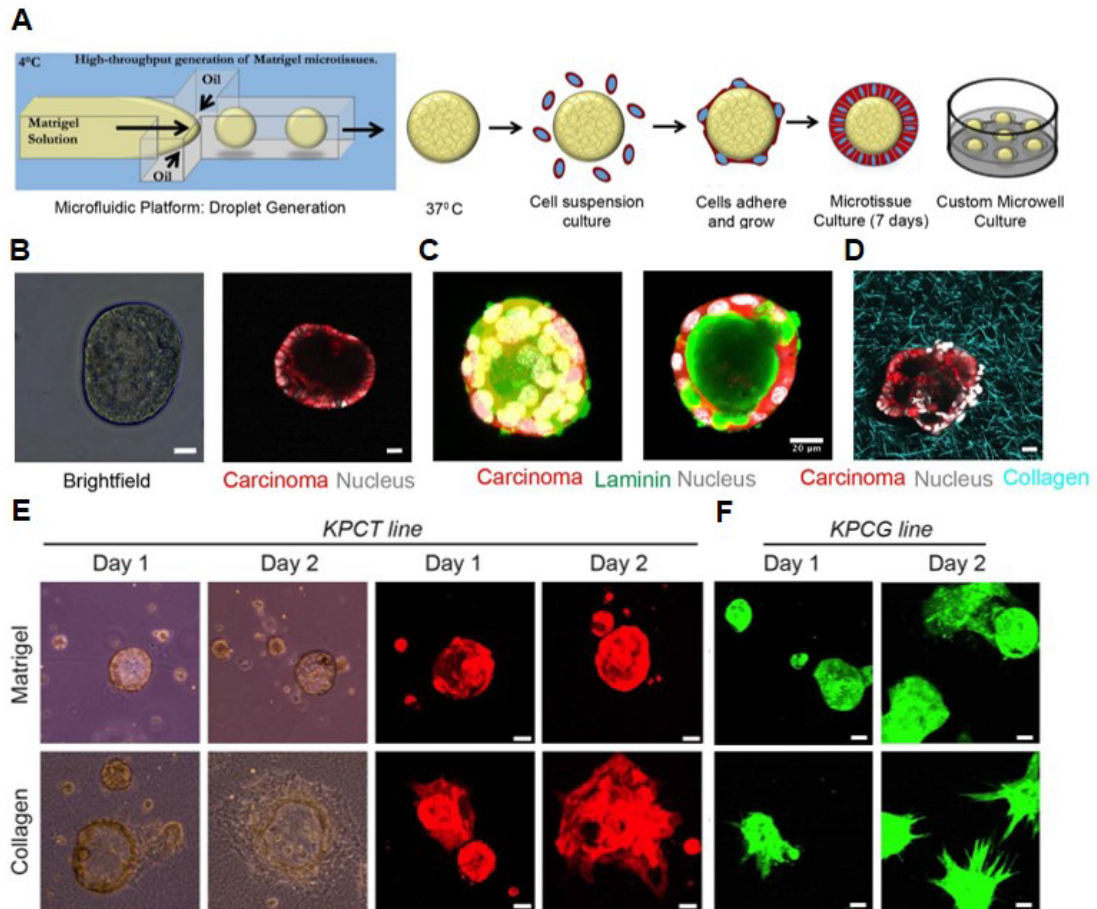 A
4°C
High-throughput generation of Matrigel microtissues.
Oil
Matrigel
Solution
Oil
Microfluidic Platform: Droplet Generation
37° C
Cell suspension
culture
Cells adhere
and grow
Microtissue
Culture (7 days)
Custom Microwell
Culture
B
C
D
20 µm
Brightfield
Carcinoma Nucleus
Carcinoma Laminin Nucleus
Carcinoma Nucleus Collagen
E
F
KPCT line
KPCG line
Day 1
Day 2
Day 1
Day 2
Day 1
Day 2
Matrigel
Collagen